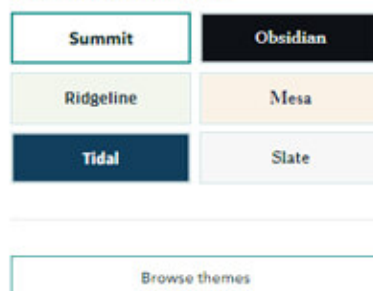 Summit
Obsidian
Ridgeline
Mesa
Tidal
Slate
Browse themes